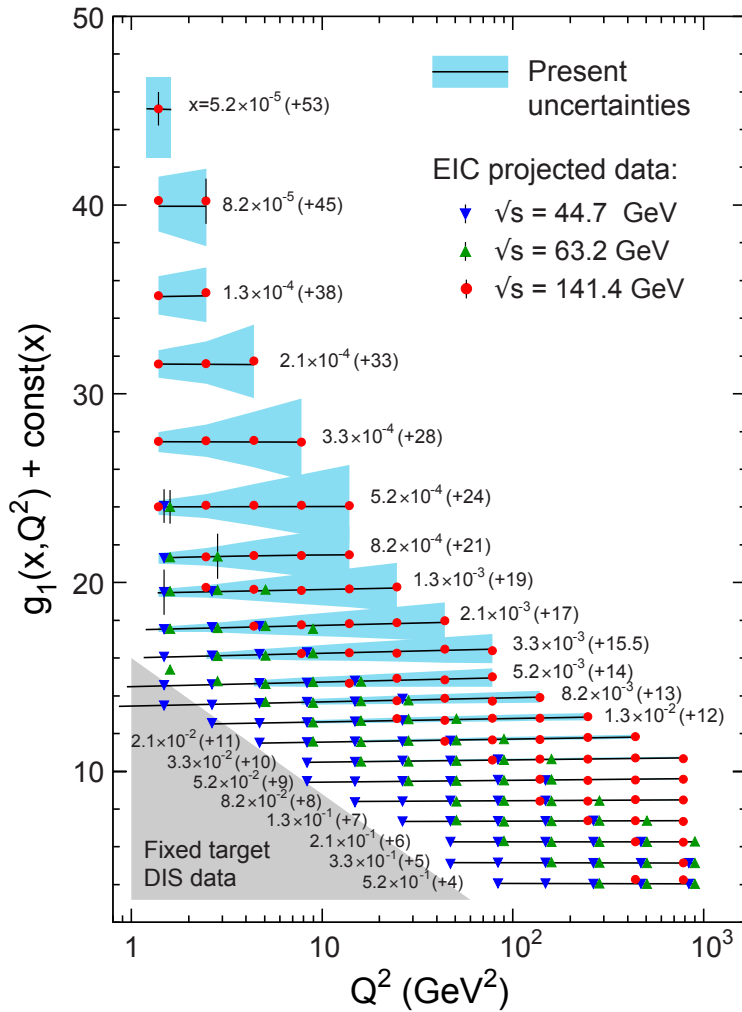 50
40
30
20
10
g₁(x,Q²) + const(x)
Present
uncertainties
EIC projected data:
√s = 44.7 GeV
√s = 63.2 GeV
√s = 141.4 GeV
x=5.2×10⁻⁵ (+53)
8.2×10⁻⁵ (+45)
1.3×10⁻⁴ (+38)
2.1×10⁻⁴ (+33)
3.3×10⁻⁴ (+28)
5.2×10⁻⁴ (+24)
8.2×10⁻⁴ (+21)
1.3×10⁻³ (+19)
2.1×10⁻³ (+17)
3.3×10⁻³ (+15.5)
5.2×10⁻³ (+14)
8.2×10⁻³ (+13)
1.3×10⁻² (+12)
2.1×10⁻² (+11)
3.3×10⁻² (+10)
5.2×10⁻² (+9)
8.2×10⁻² (+8)
1.3×10⁻¹ (+7)
2.1×10⁻¹ (+6)
3.3×10⁻¹ (+5)
5.2×10⁻¹ (+4)
Fixed target
DIS data
1
10
10²
10³
Q² (GeV²)